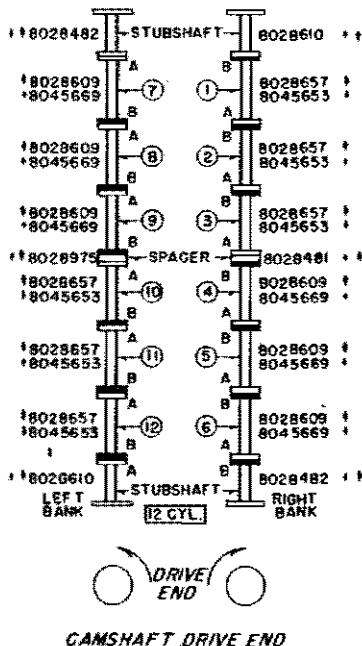 **8028482 STUBSHAFT 8028610 **
A B
*8028609 7 1 8028657 *
*8045669 8045653 *
B A
A B
*8028609 8 2 8028657 *
*8045669 8045653 *
B A
A B
*8028609 9 3 8028657 *
*8045669 8045653 *
B A
**8028975 SPACER 8028481 **
*8028657 10 4 8028609 *
*8045653 8045669 *
B A
A B
*8028657 11 5 8028609 *
*8045653 8045669 *
B A
A B
*8028657 12 6 8028609 *
*8045653 8045669 *
B A
A B
**8028610 STUBSHAFT 8028482 **
LEFT BANK 12 CYL. RIGHT BANK
DRIVE
END
CAMSHAFT DRIVE END